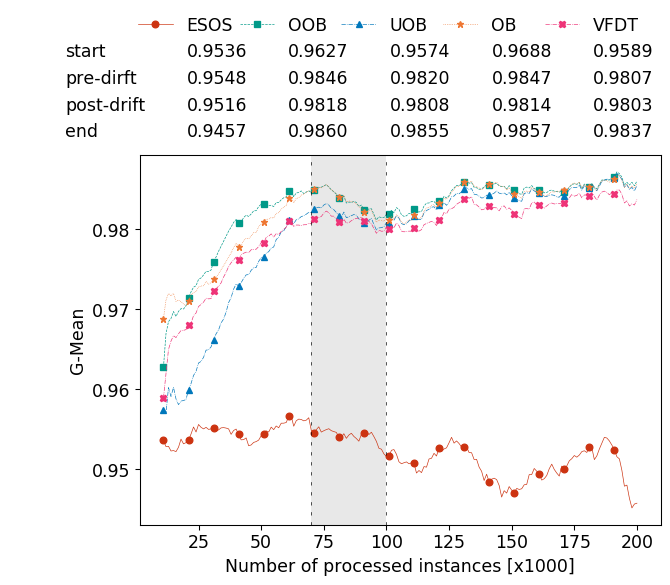 ESOS OOB UOB OB VFDT
start 0.9536 0.9627 0.9574 0.9688 0.9589
pre-dirft 0.9548 0.9846 0.9820 0.9847 0.9807
post-drift 0.9516 0.9818 0.9808 0.9814 0.9803
end 0.9457 0.9860 0.9855 0.9857 0.9837
0.98
0.97
0.96
0.95
G-Mean
25 50 75 100 125 150 175 200
Number of processed instances [x1000]